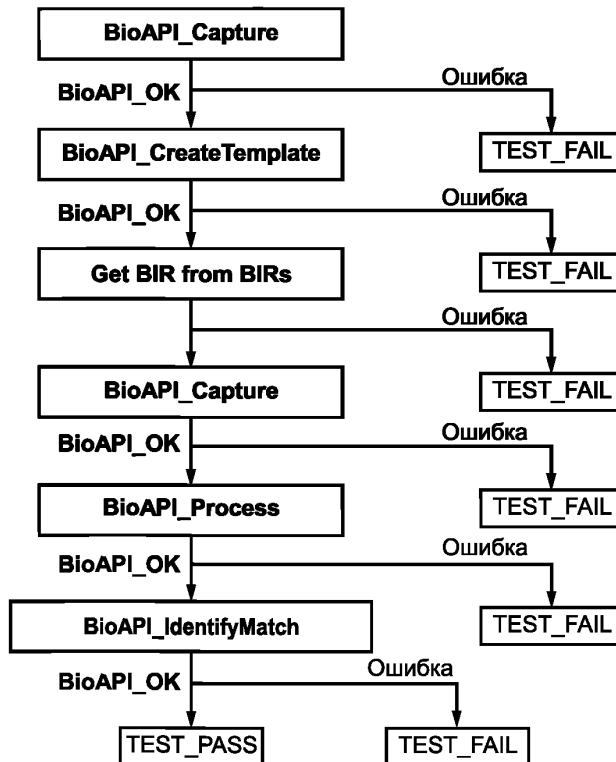 BioAPI_Capture
BioAPI_OK
Ошибка
BioAPI_CreateTemplate
TEST_FAIL
BioAPI_OK
Ошибка
Get BIR from BIRs
TEST_FAIL
Ошибка
BioAPI_Capture
TEST_FAIL
BioAPI_OK
Ошибка
BioAPI_Process
TEST_FAIL
BioAPI_OK
Ошибка
BioAPI_IdentifyMatch
TEST_FAIL
BioAPI_OK
Ошибка
TEST_PASS
TEST_FAIL